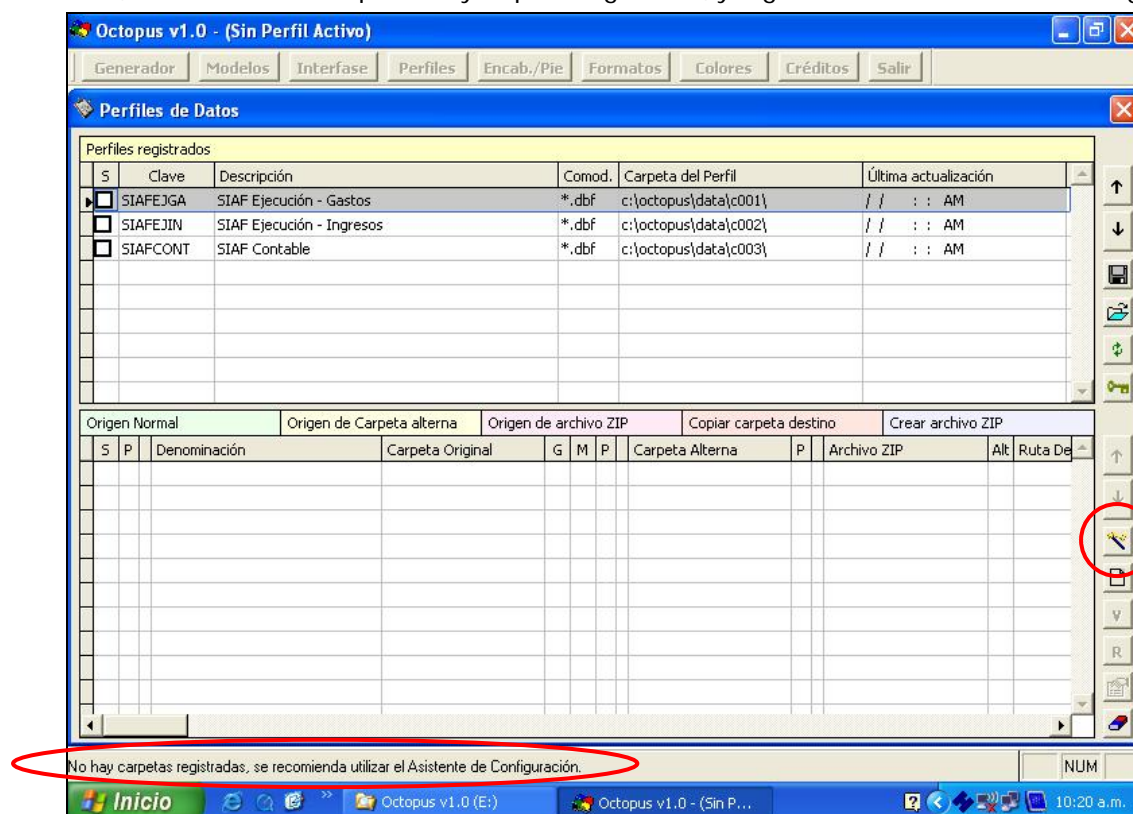 Octopus v1.0 - (Sin Perfil Activo)
Generador Modelos Interfase Perfiles Encab./Pie Formatos Colores Créditos Salir
Perfiles de Datos
Perfiles registrados
S Clave Descripción Comod. Carpeta del Perfil Última actualización
SIAFEJGA SIAF Ejecución - Gastos *.dbf c:\octopus\data\c001\ / / : : AM
SIAFEJIN SIAF Ejecución - Ingresos *.dbf c:\octopus\data\c002\ / / : : AM
SIAFCONT SIAF Contable *.dbf c:\octopus\data\c003\ / / : : AM
Origen Normal Origen de Carpeta alterna Origen de archivo ZIP Copiar carpeta destino Crear archivo ZIP
S P Denominación Carpeta Original G M P Carpeta Alterna P Archivo ZIP Alt Ruta De
V
R
No hay carpetas registradas, se recomienda utilizar el Asistente de Configuración.
NUM
Inicio Octopus v1.0 (E:) Octopus v1.0 - (Sin P... 10:20 a.m.